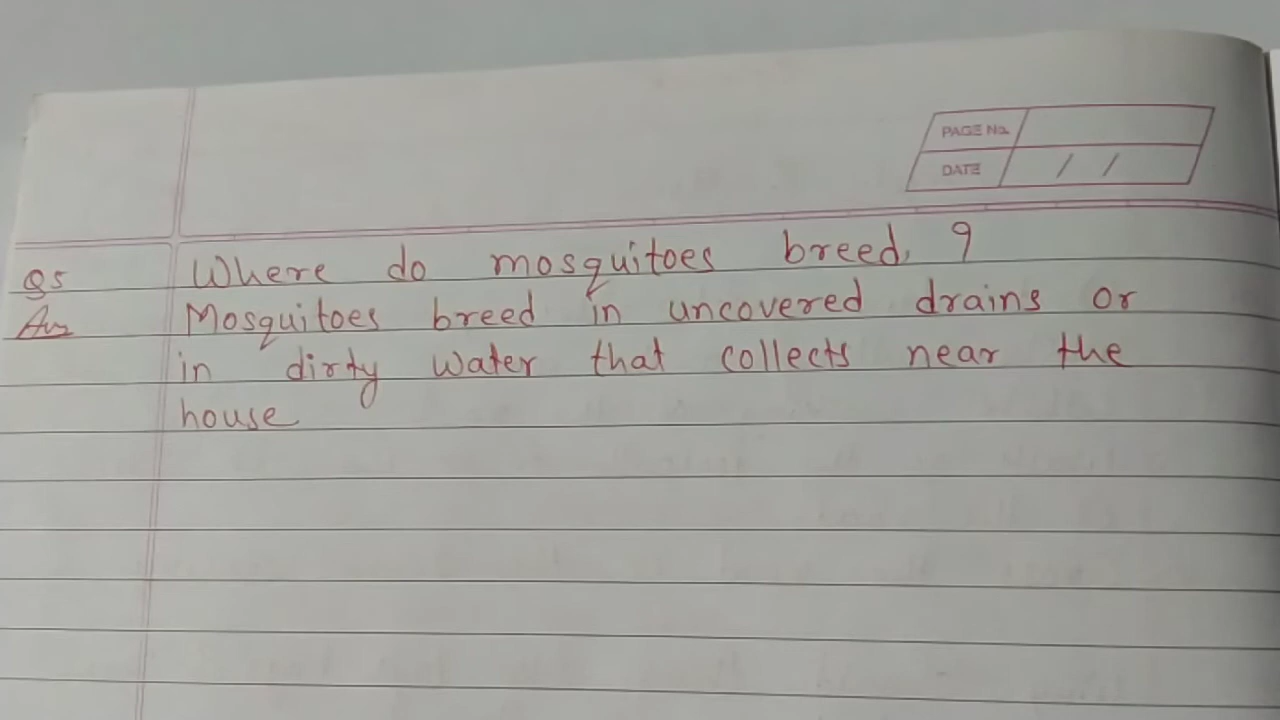 PAGE No.
DATE / /
Q5 Where do mosquitoes breed. ?
Ans Mosquitoes breed in uncovered drains or
in dirty water that collects near the
house